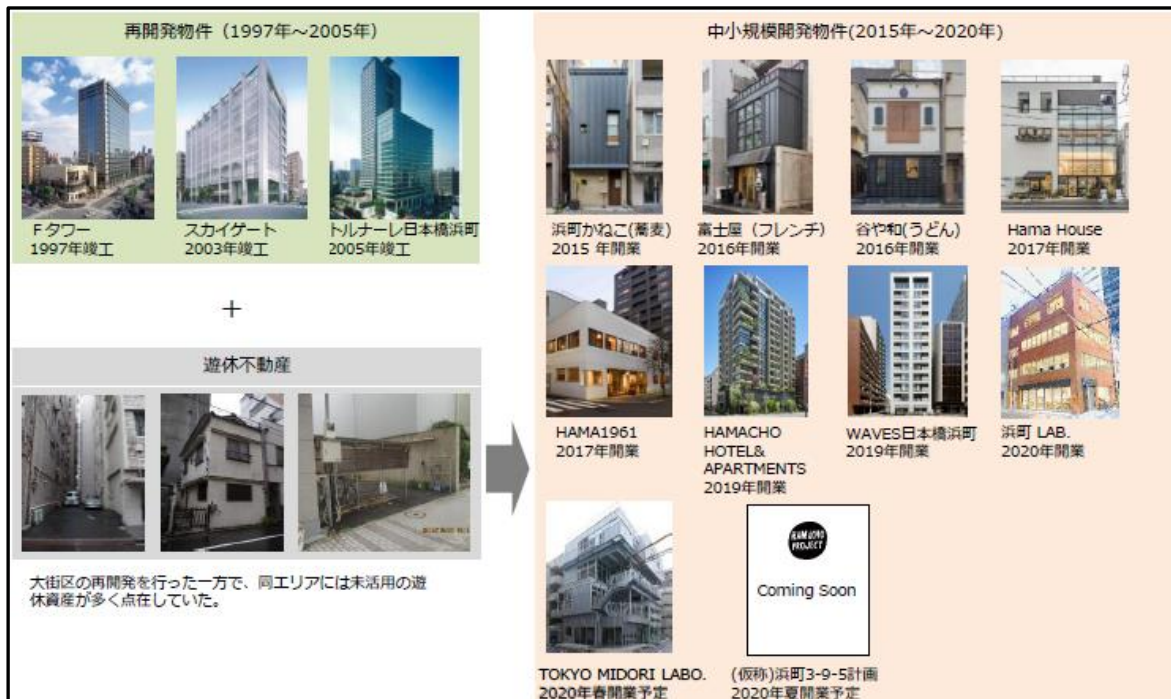 再開発物件（1997年～2005年）
Ｆタワー
1997年竣工
スカイゲート
2003年竣工
トルナーレ日本橋浜町
2005年竣工
＋
遊休不動産
大街区の再開発を行った一方で、同エリアには未活用の遊
休資産が多く点在していた。
中小規模開発物件(2015年～2020年)
浜町かねこ(蕎麦)
2015 年開業
富士屋（フレンチ）
2016年開業
谷や和(うどん)
2016年開業
Hama House
2017年開業
HAMA1961
2017年開業
HAMACHO
HOTEL&
APARTMENTS
2019年開業
WAVES日本橋浜町
2019年開業
浜町 LAB.
2020年開業
TOKYO MIDORI LABO.
2020年春開業予定
HAMACHO
PROJECT
Coming Soon
(仮称)浜町3-9-5計画
2020年夏開業予定